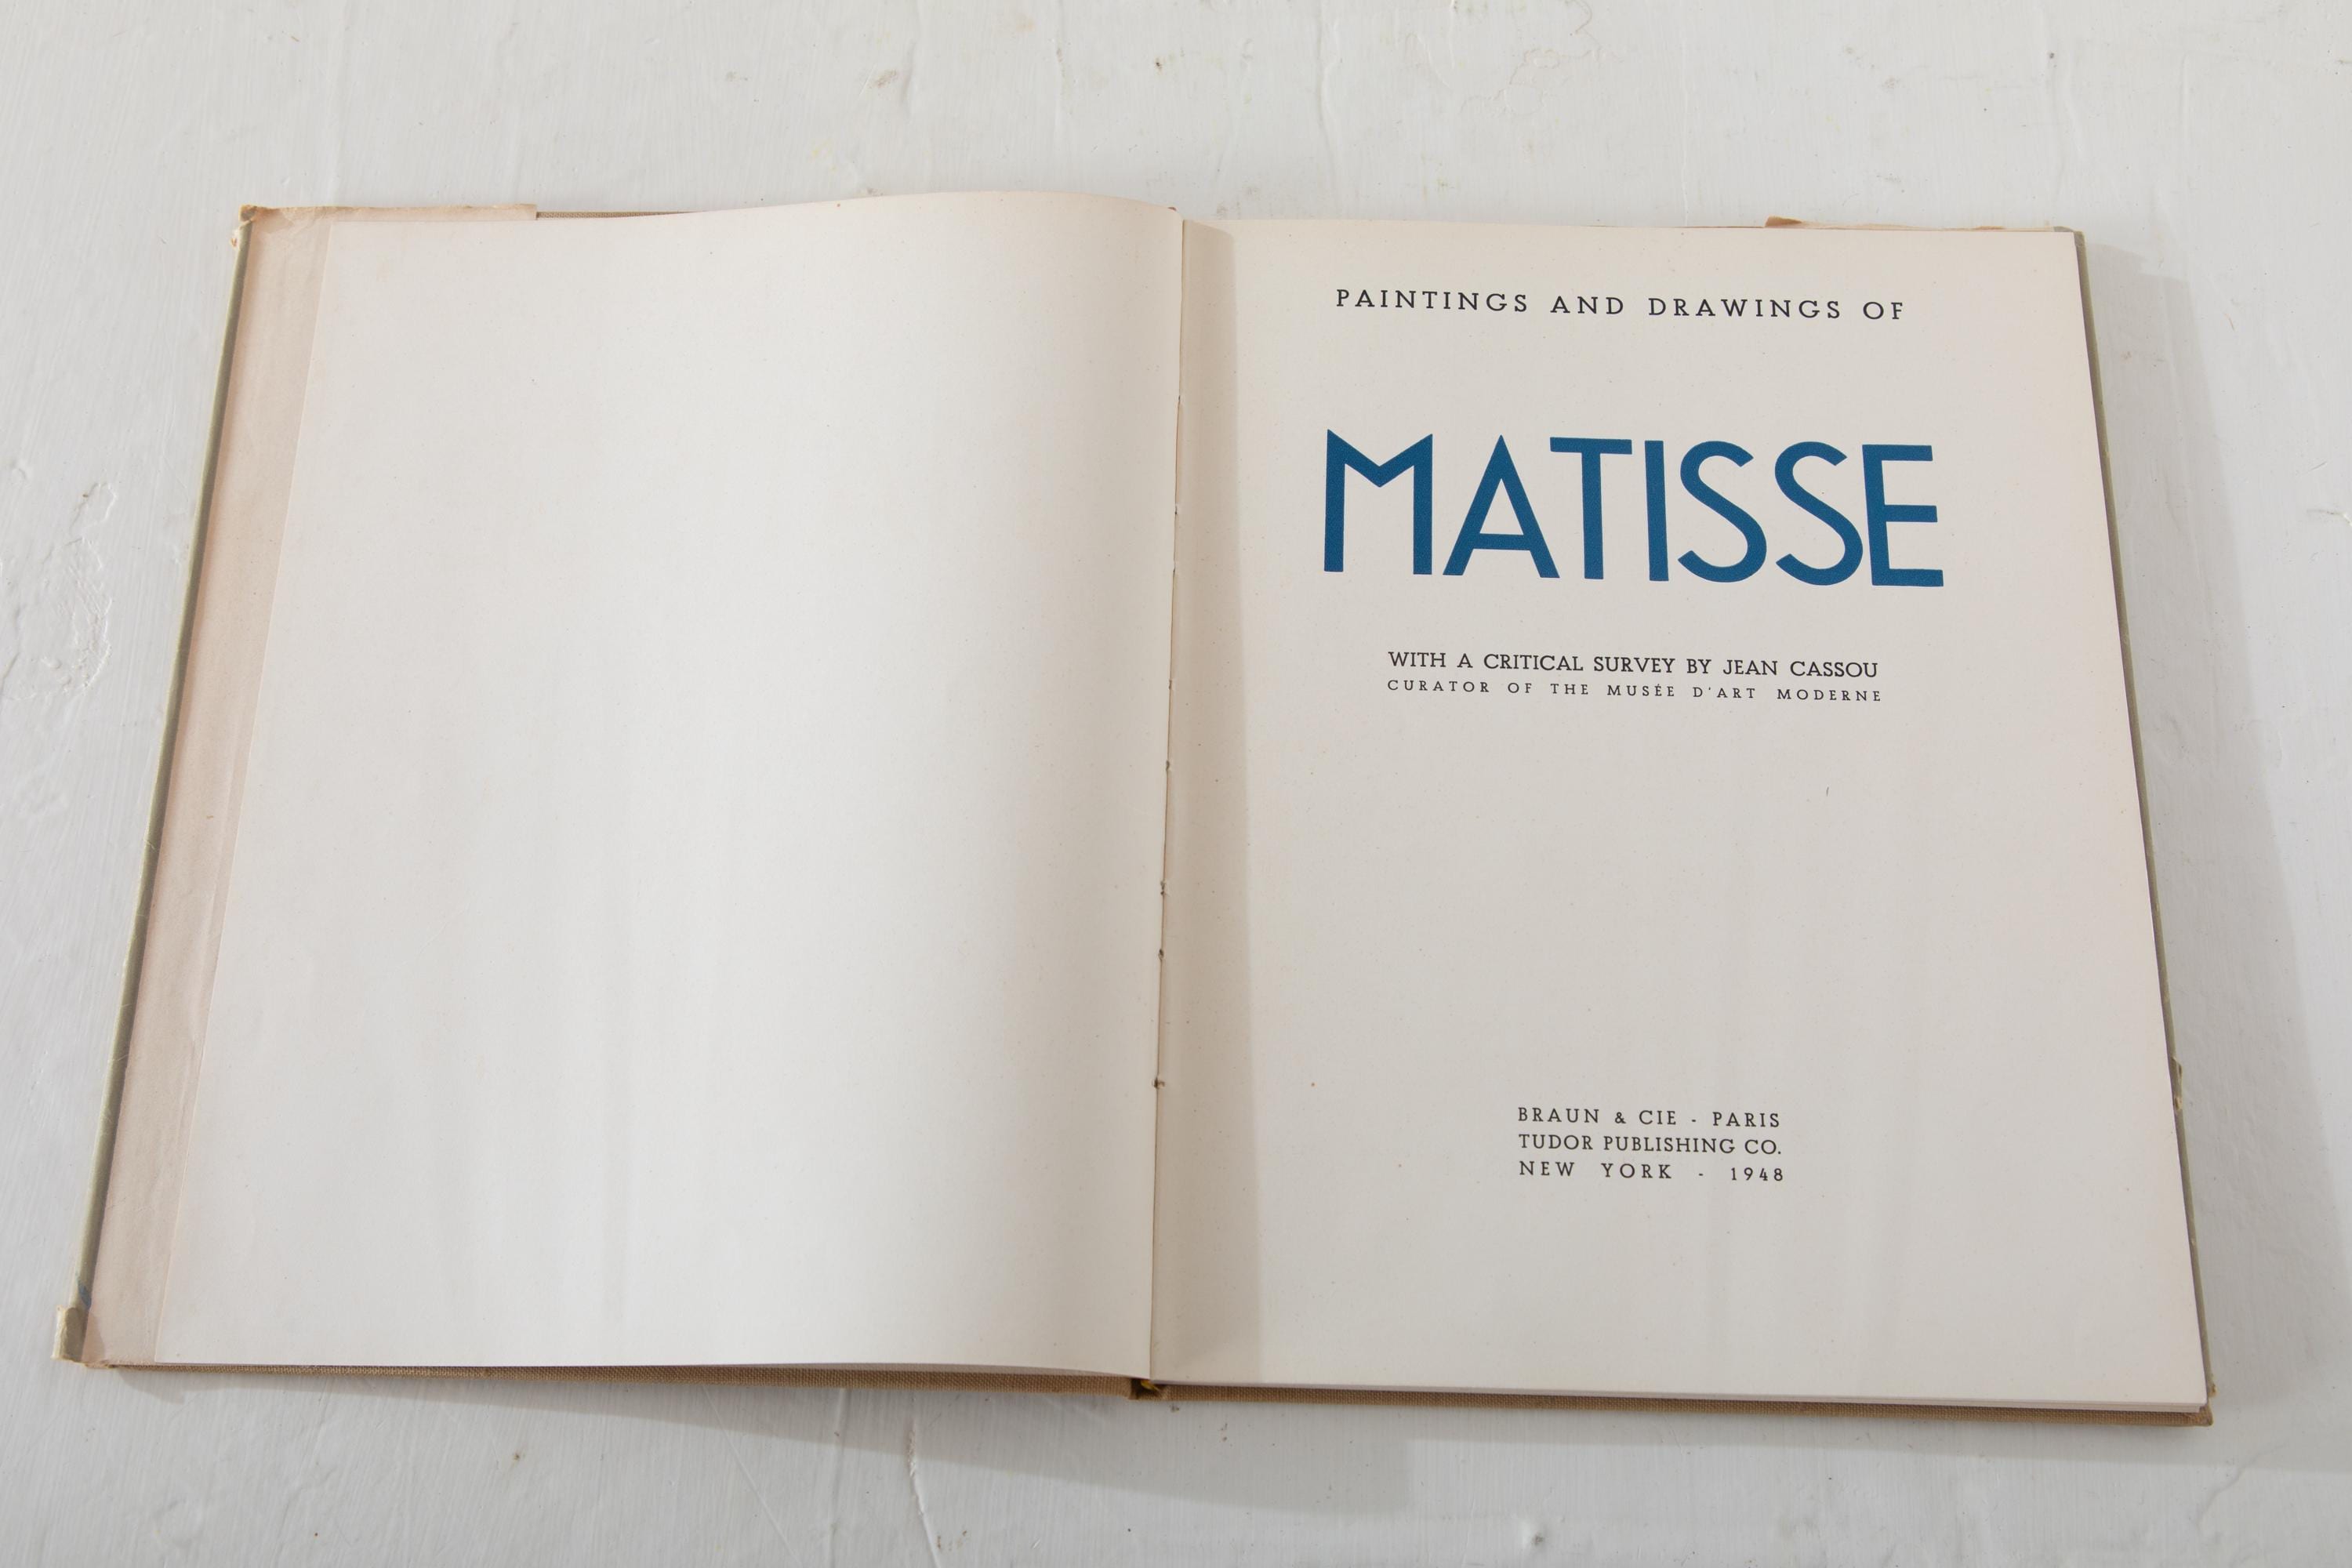 PAINTINGS AND DRAWINGS OF
MATISSE
WITH A CRITICAL SURVEY BY JEAN CASSOU
CURATOR OF THE MUSÉE D'ART MODERNE
BRAUN & CIE - PARIS
TUDOR PUBLISHING CO.
NEW YORK - 1948